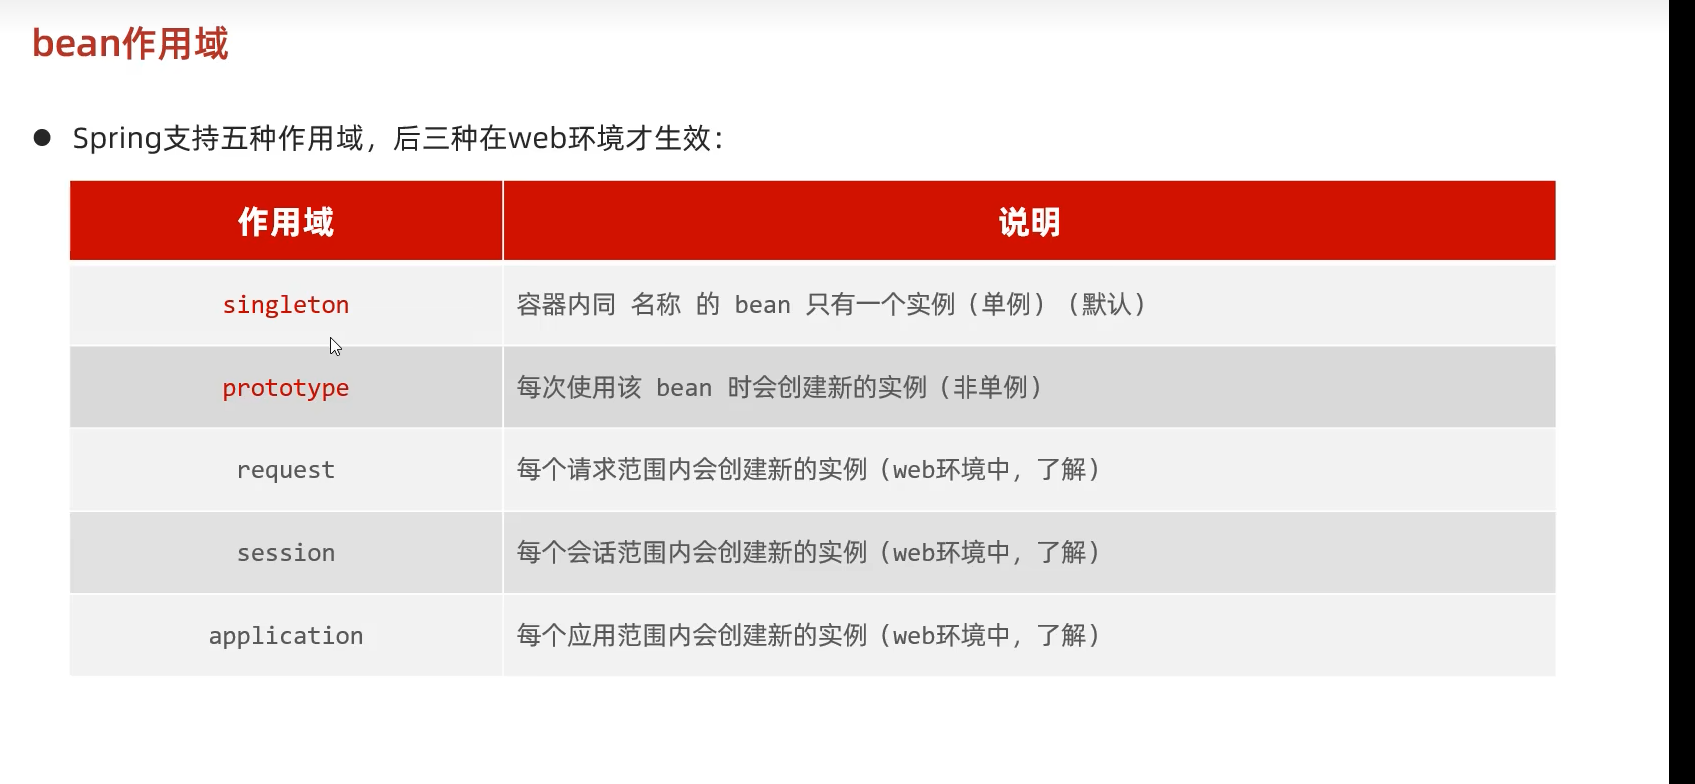 bean作用域
● Spring支持五种作用域，后三种在web环境才生效：
作用域 说明
singleton 容器内同 名称 的 bean 只有一个实例（单例）（默认）
prototype 每次使用该 bean 时会创建新的实例（非单例）
request 每个请求范围内会创建新的实例（web环境中，了解）
session 每个会话范围内会创建新的实例（web环境中，了解）
application 每个应用范围内会创建新的实例（web环境中，了解）